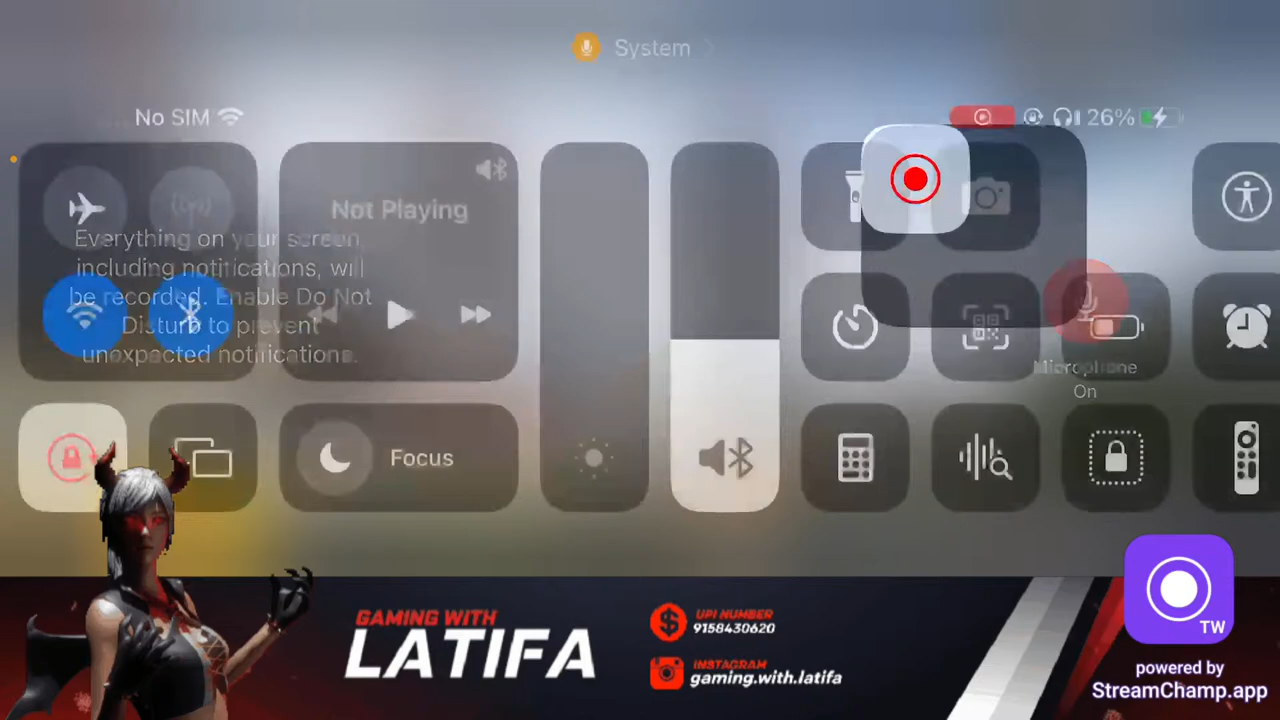 System
No SIM
26%
Not Playing
Everything on your screen,
including notifications, will
be recorded. Enable Do Not
Disturb to prevent
unexpected notifications.
Microphone
On
Focus
GAMING WITH
LATIFA
UPI NUMBER
9158430620
INSTAGRAM
gaming.with.latifa
TW
powered by
StreamChamp.app